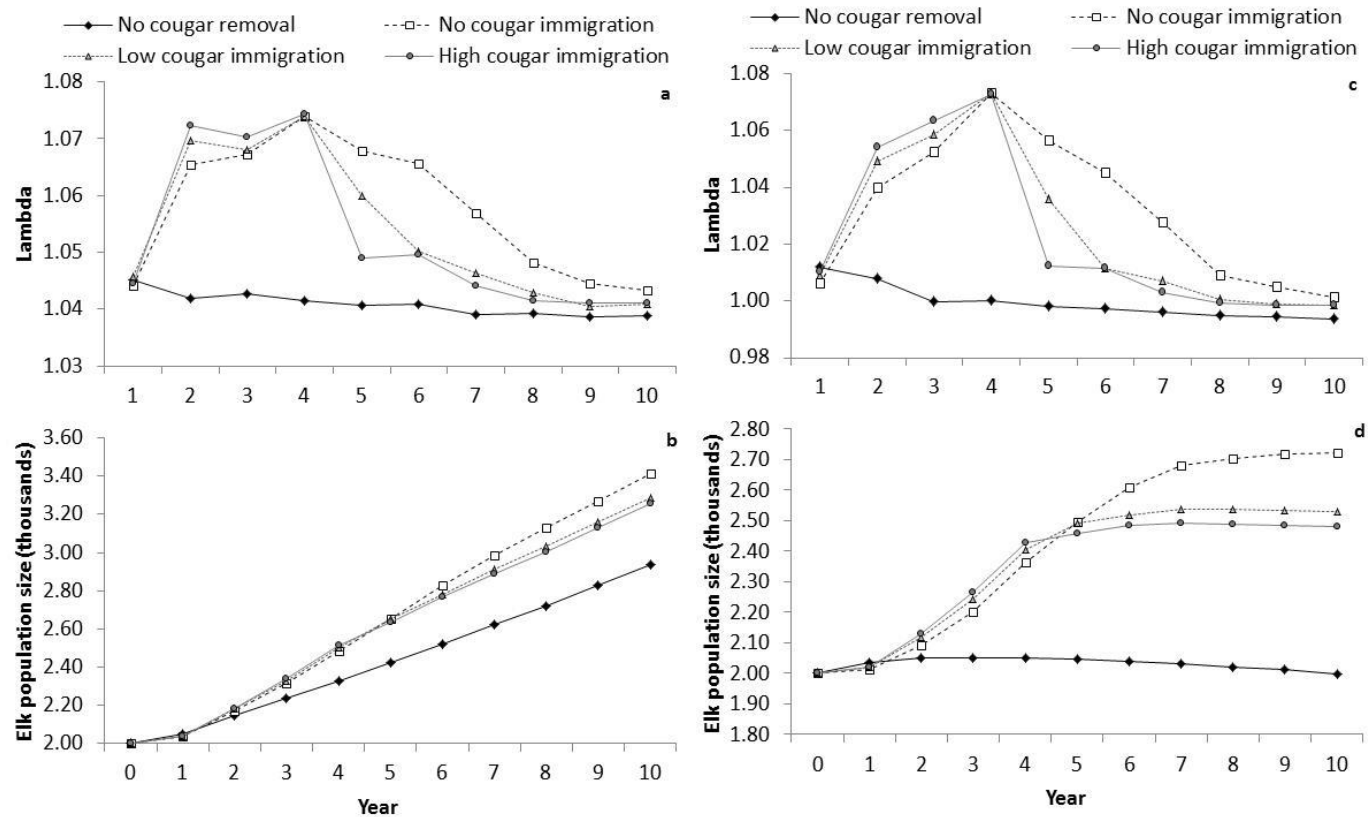 No cougar removal
No cougar immigration
Low cougar immigration
High cougar immigration
a
Lambda
1.08
1.07
1.06
1.05
1.04
1.03
1 2 3 4 5 6 7 8 9 10
b
Elk population size (thousands)
3.60
3.40
3.20
3.00
2.80
2.60
2.40
2.20
2.00
0 1 2 3 4 5 6 7 8 9 10
Year
No cougar removal
No cougar immigration
Low cougar immigration
High cougar immigration
c
Lambda
1.08
1.06
1.04
1.02
1.00
0.98
1 2 3 4 5 6 7 8 9 10
d
Elk population size (thousands)
2.80
2.70
2.60
2.50
2.40
2.30
2.20
2.10
2.00
1.90
1.80
0 1 2 3 4 5 6 7 8 9 10
Year